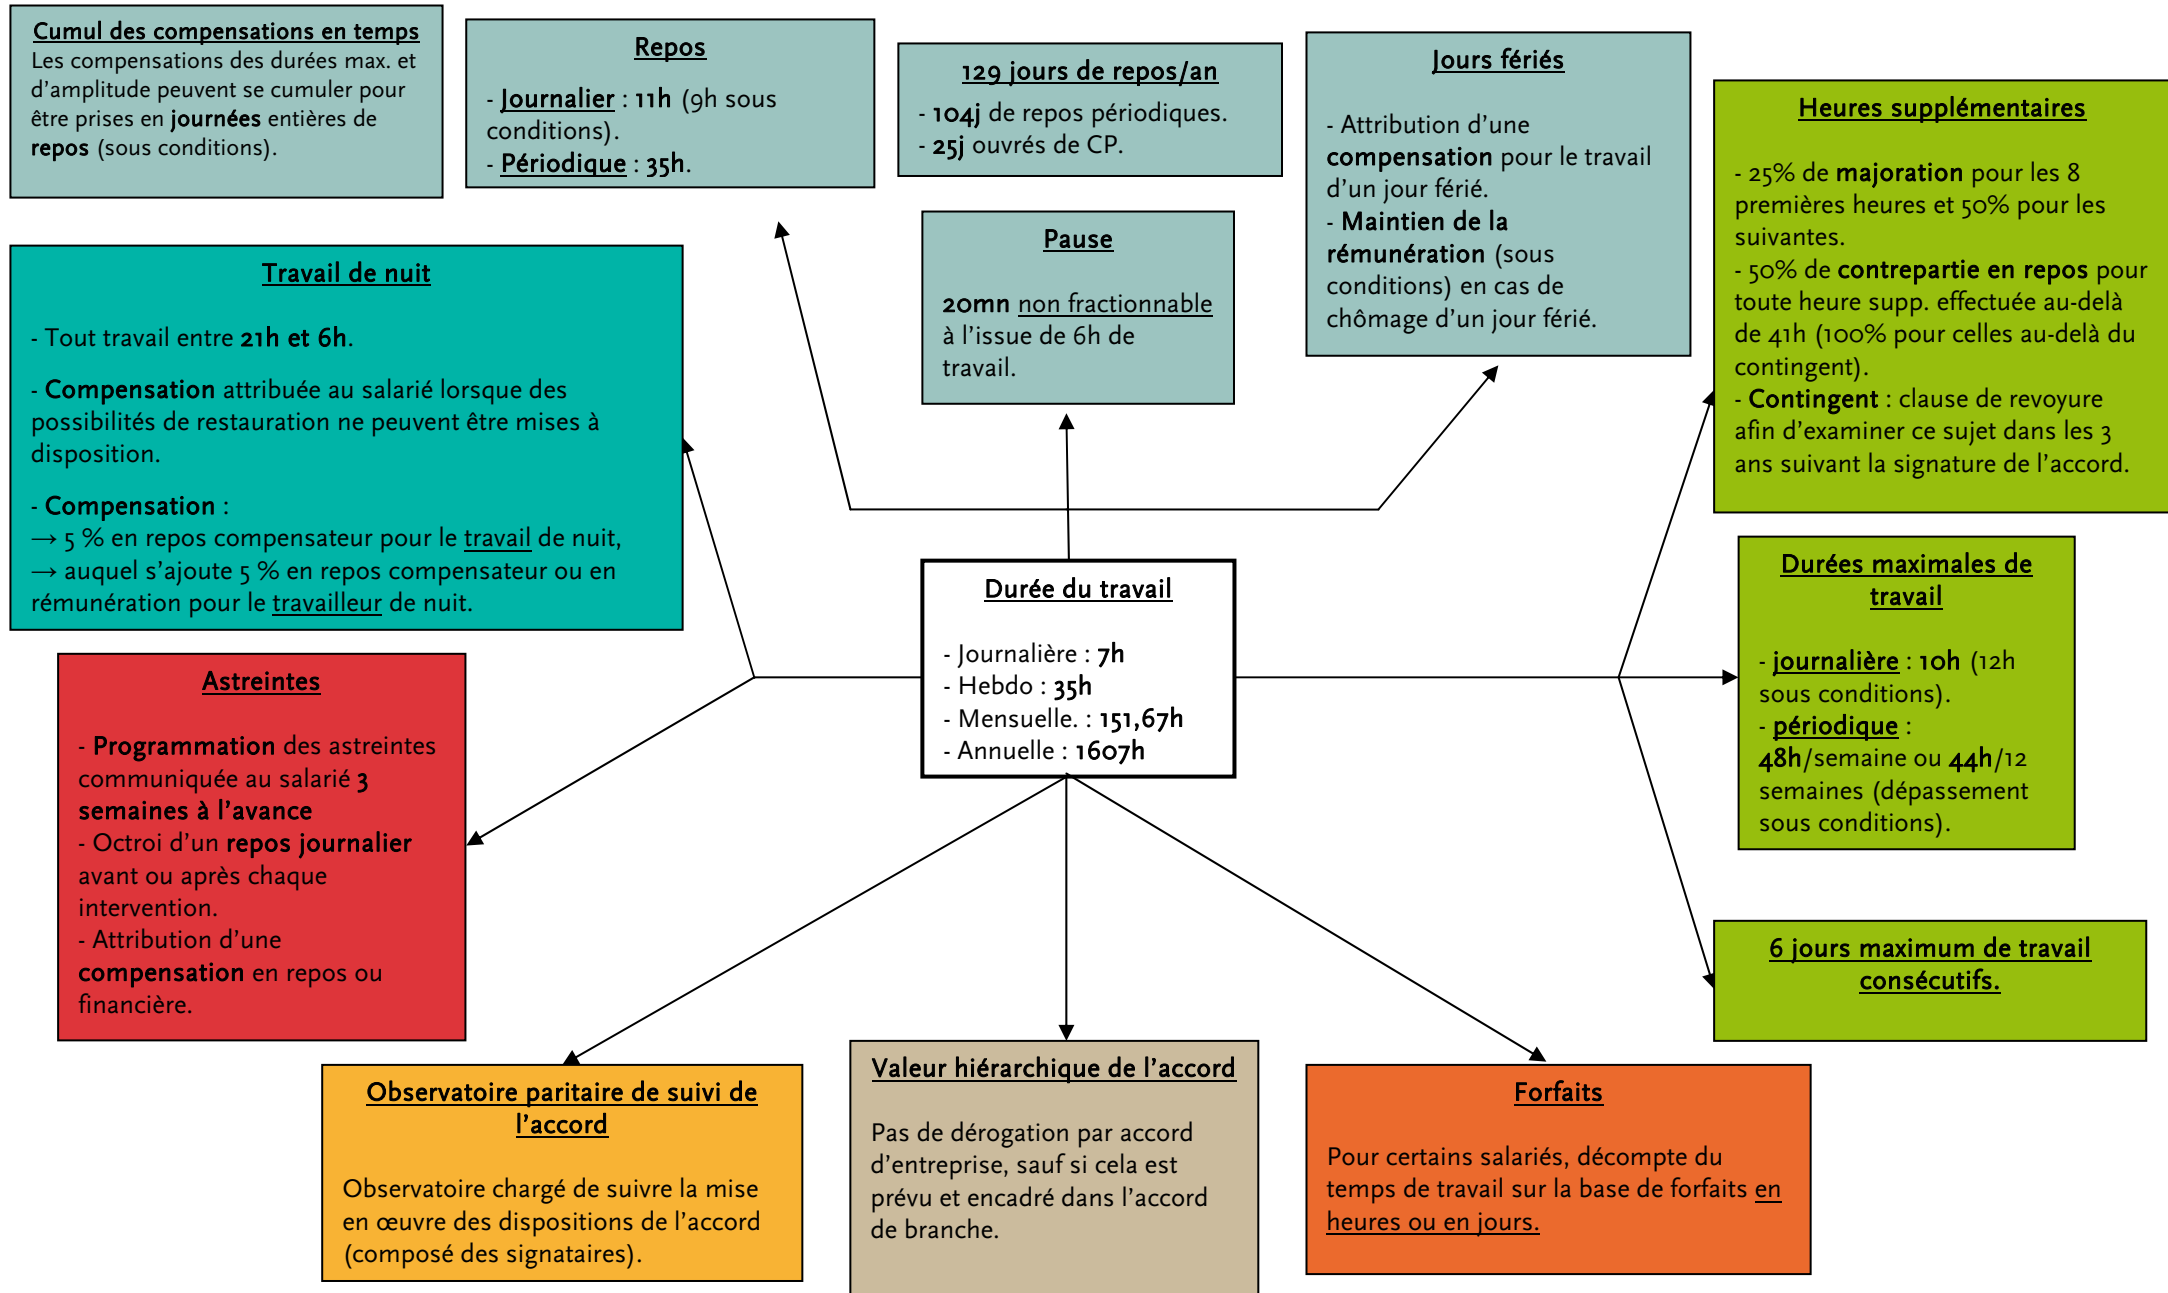 Cumul des compensations en temps
Les compensations des durées max. et
d’amplitude peuvent se cumuler pour
être prises en journées entières de
repos (sous conditions).
Repos
- Journalier : 11h (9h sous
conditions).
- Périodique : 35h.
129 jours de repos/an
- 104j de repos périodiques.
- 25j ouvrés de CP.
Jours fériés
- Attribution d’une
compensation pour le travail
d’un jour férié.
- Maintien de la
rémunération (sous
conditions) en cas de
chômage d’un jour férié.
Heures supplémentaires
- 25% de majoration pour les 8
premières heures et 50% pour les
suivantes.
- 50% de contrepartie en repos pour
toute heure supp. effectuée au-delà
de 41h (100% pour celles au-delà du
contingent).
- Contingent : clause de revoyure
afin d’examiner ce sujet dans les 3
ans suivant la signature de l’accord.
Pause
20mn non fractionnable
à l’issue de 6h de
travail.
Travail de nuit
- Tout travail entre 21h et 6h.
- Compensation attribuée au salarié lorsque des
possibilités de restauration ne peuvent être mises à
disposition.
- Compensation :
→ 5 % en repos compensateur pour le travail de nuit,
→ auquel s’ajoute 5 % en repos compensateur ou en
rémunération pour le travailleur de nuit.
Durée du travail
- Journalière : 7h
- Hebdo : 35h
- Mensuelle. : 151,67h
- Annuelle : 1607h
Durées maximales de
travail
- journalière : 10h (12h
sous conditions).
- périodique :
48h/semaine ou 44h/12
semaines (dépassement
sous conditions).
Astreintes
- Programmation des astreintes
communiquée au salarié 3
semaines à l’avance
- Octroi d’un repos journalier
avant ou après chaque
intervention.
- Attribution d’une
compensation en repos ou
financière.
6 jours maximum de travail
consécutifs.
Observatoire paritaire de suivi de
l’accord
Observatoire chargé de suivre la mise
en œuvre des dispositions de l’accord
(composé des signataires).
Valeur hiérarchique de l’accord
Pas de dérogation par accord
d’entreprise, sauf si cela est
prévu et encadré dans l’accord
de branche.
Forfaits
Pour certains salariés, décompte du
temps de travail sur la base de forfaits en
heures ou en jours.